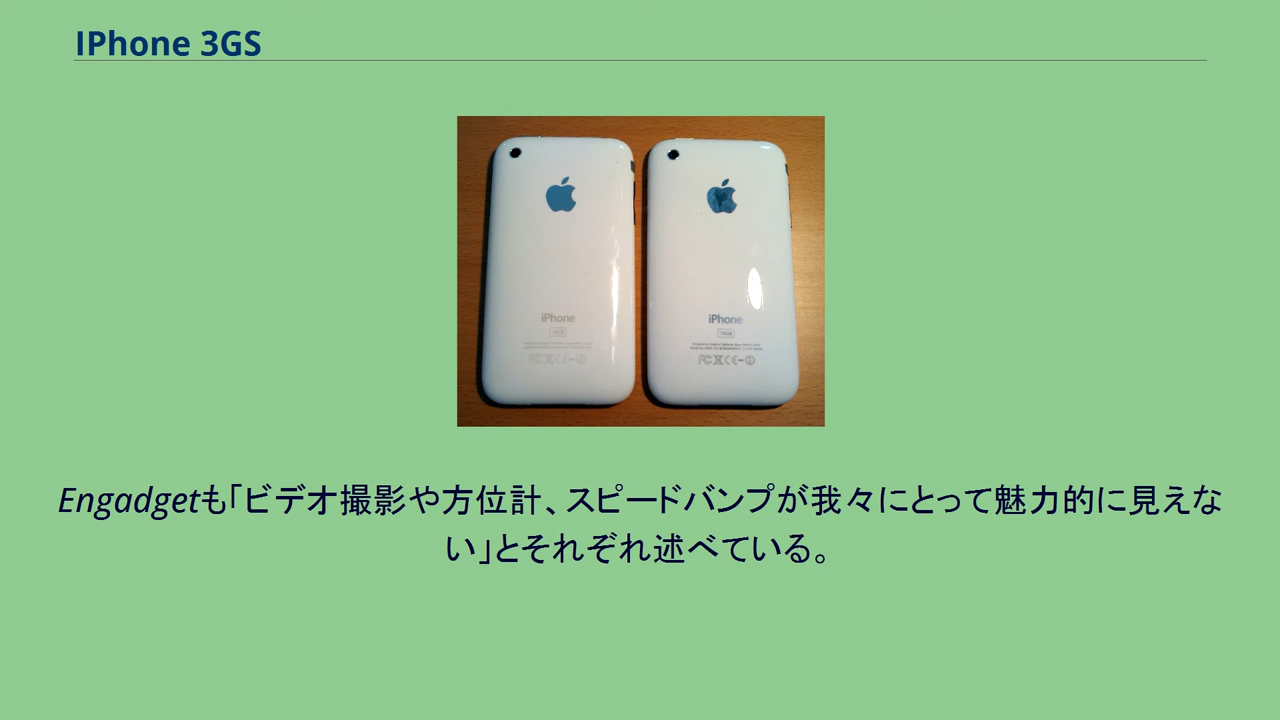 IPhone 3GS
iPhone
16GB
iPhone
16GB
Engadgetも「ビデオ撮影や方位計、スピードバンプが我々にとって魅力的に見えな
い」とそれぞれ述べている。